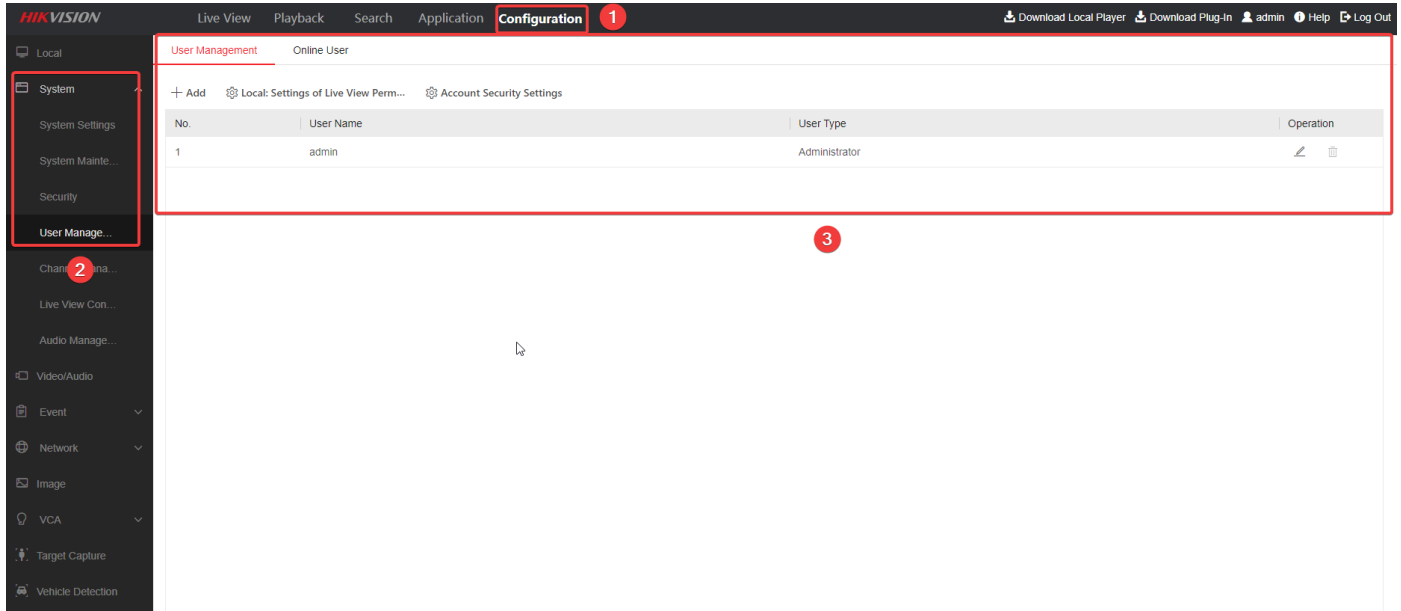 HIKVISION Live View Playback Search Application Configuration 1 Download Local Player Download Plug-In admin Help Log Out
Local
System
System Settings
System Mainte...
Security
User Manage...
2
Live View Con...
Audio Manage...
Video/Audio
Event
Network
Image
VCA
Target Capture
Vehicle Detection
User Management Online User
Add Local: Settings of Live View Perm... Account Security Settings
No. User Name User Type Operation
1 admin Administrator
3